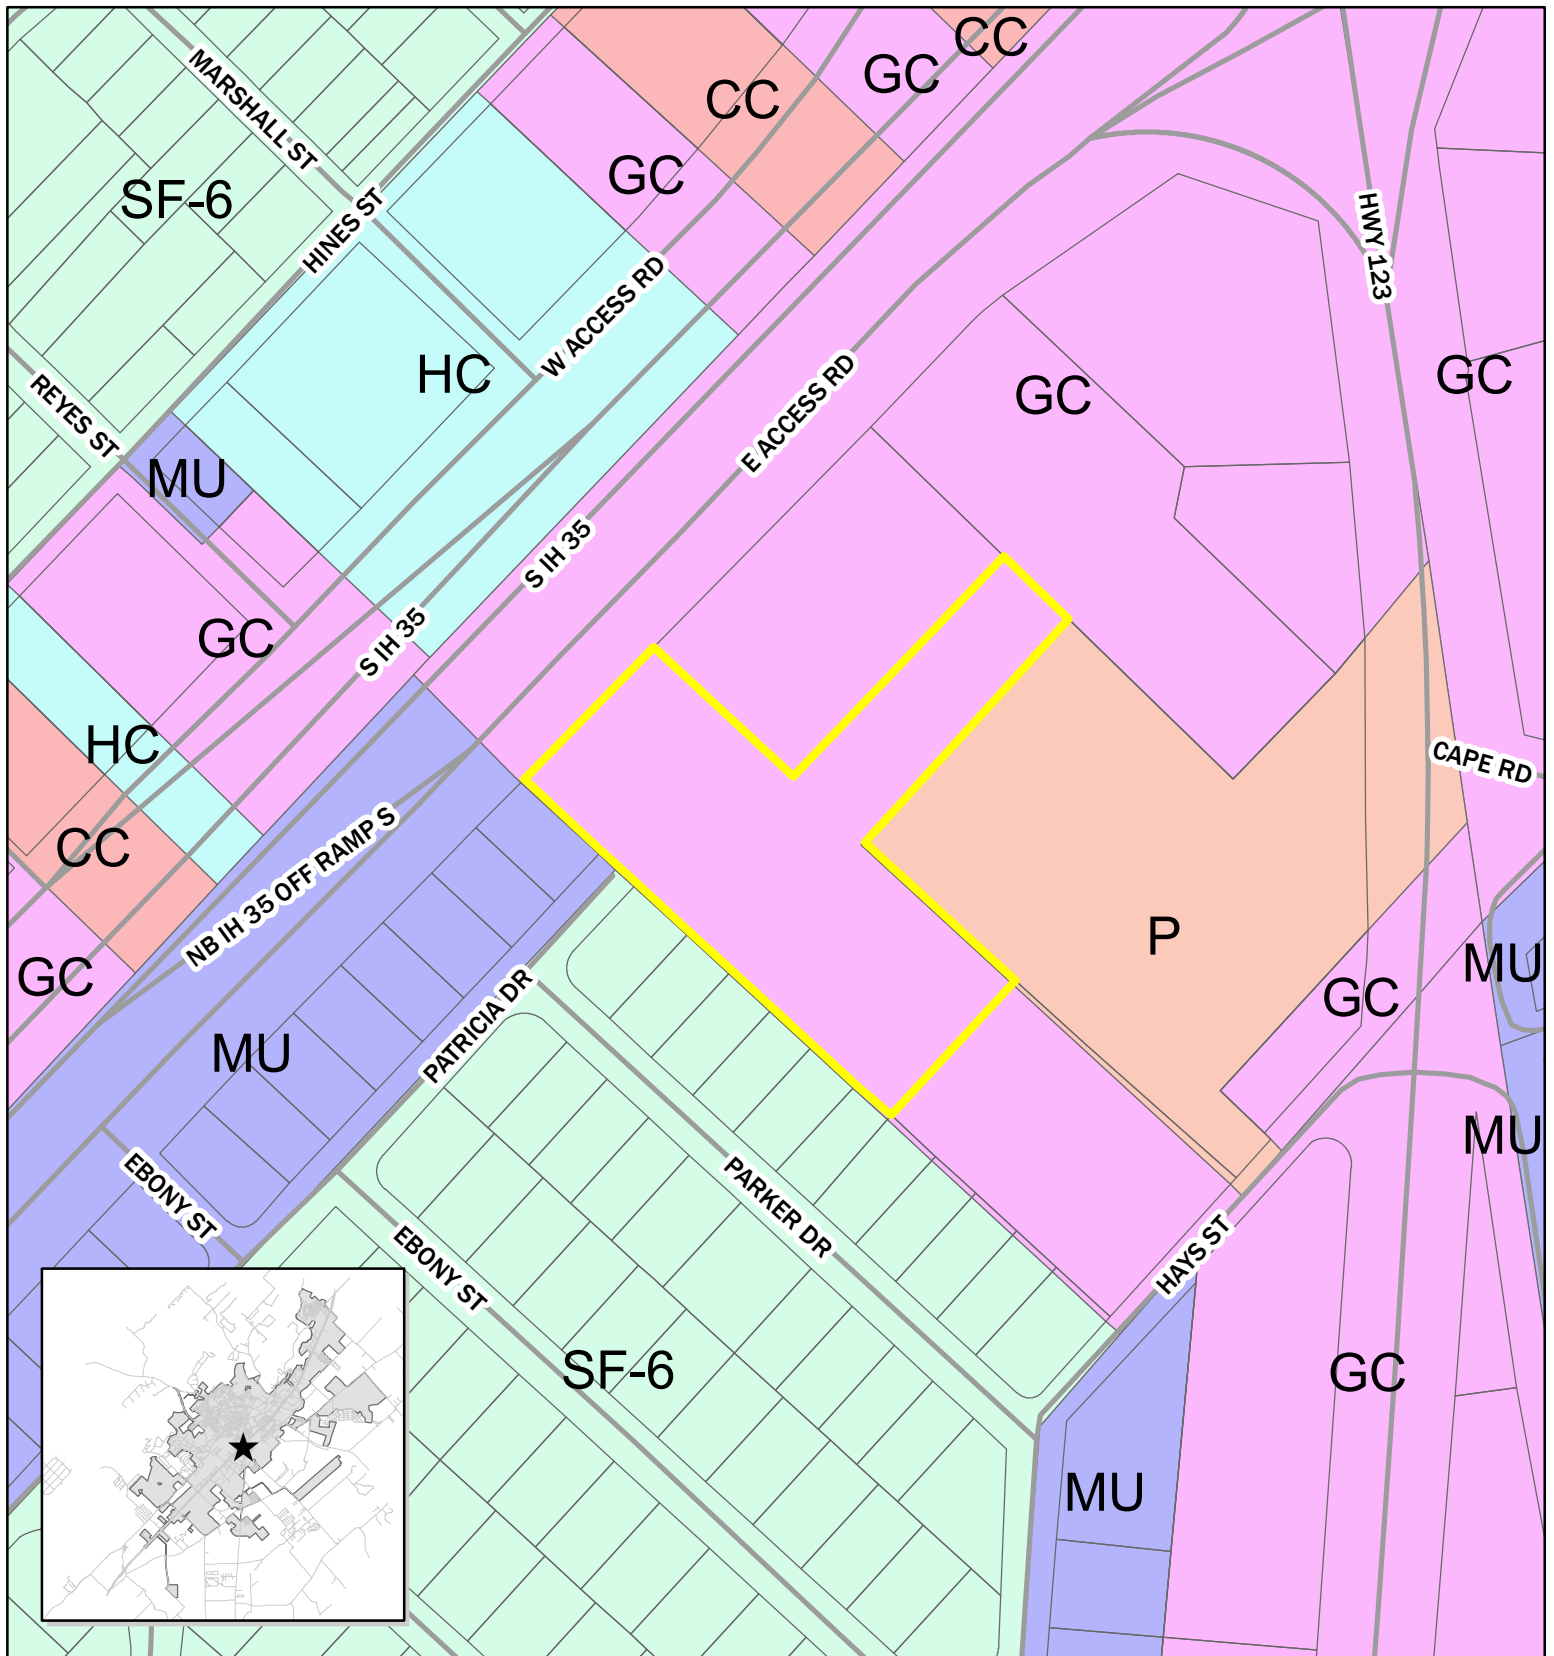 CC
GC
CC
MARSHALL ST
GC
SF-6
HINES ST
HWY 123
W ACCESS RD
HC
GC
GC
E ACCESS RD
REYES ST
MU
S IH 35
GC
S IH 35
HC
CAPE RD
CC
NB IH 35 OFF RAMP S
P
MU
GC
GC
MU
PATRICIA DR
MU
EBONY ST
PARKER DR
HAYS ST
EBONY ST
SF-6
GC
MU